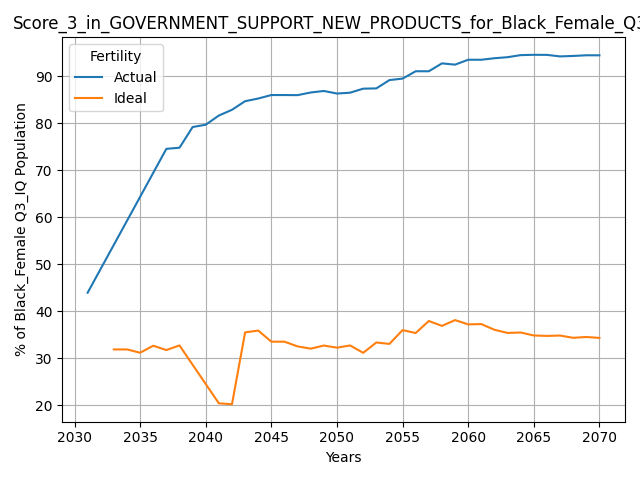 Score_3_in_GOVERNMENT_SUPPORT_NEW_PRODUCTS_for_Black_Female_Q3
Fertility
Actual
Ideal
% of Black_Female Q3_IQ Population
90
80
70
60
50
40
30
20
2030 2035 2040 2045 2050 2055 2060 2065 2070
Years